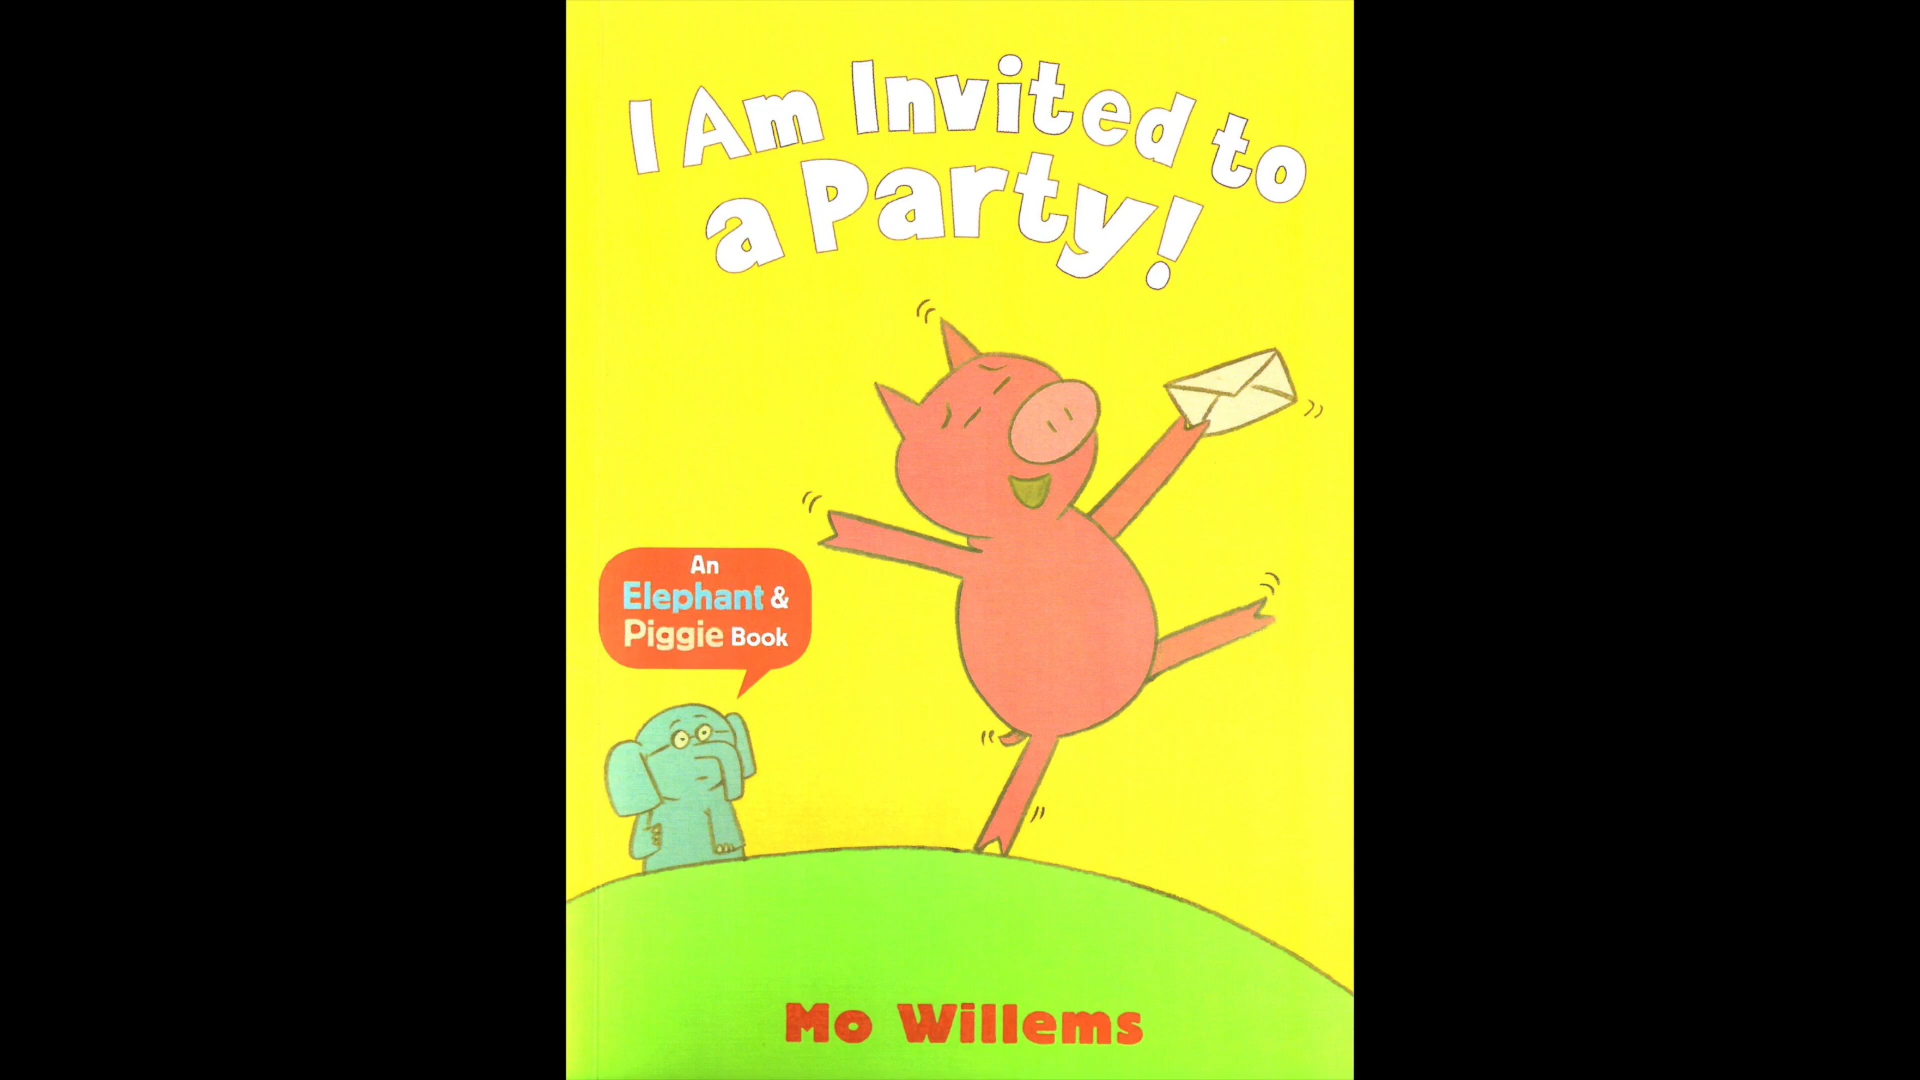 I Am Invited to
a Party!
An
Elephant &
Piggie Book
Mo Willems